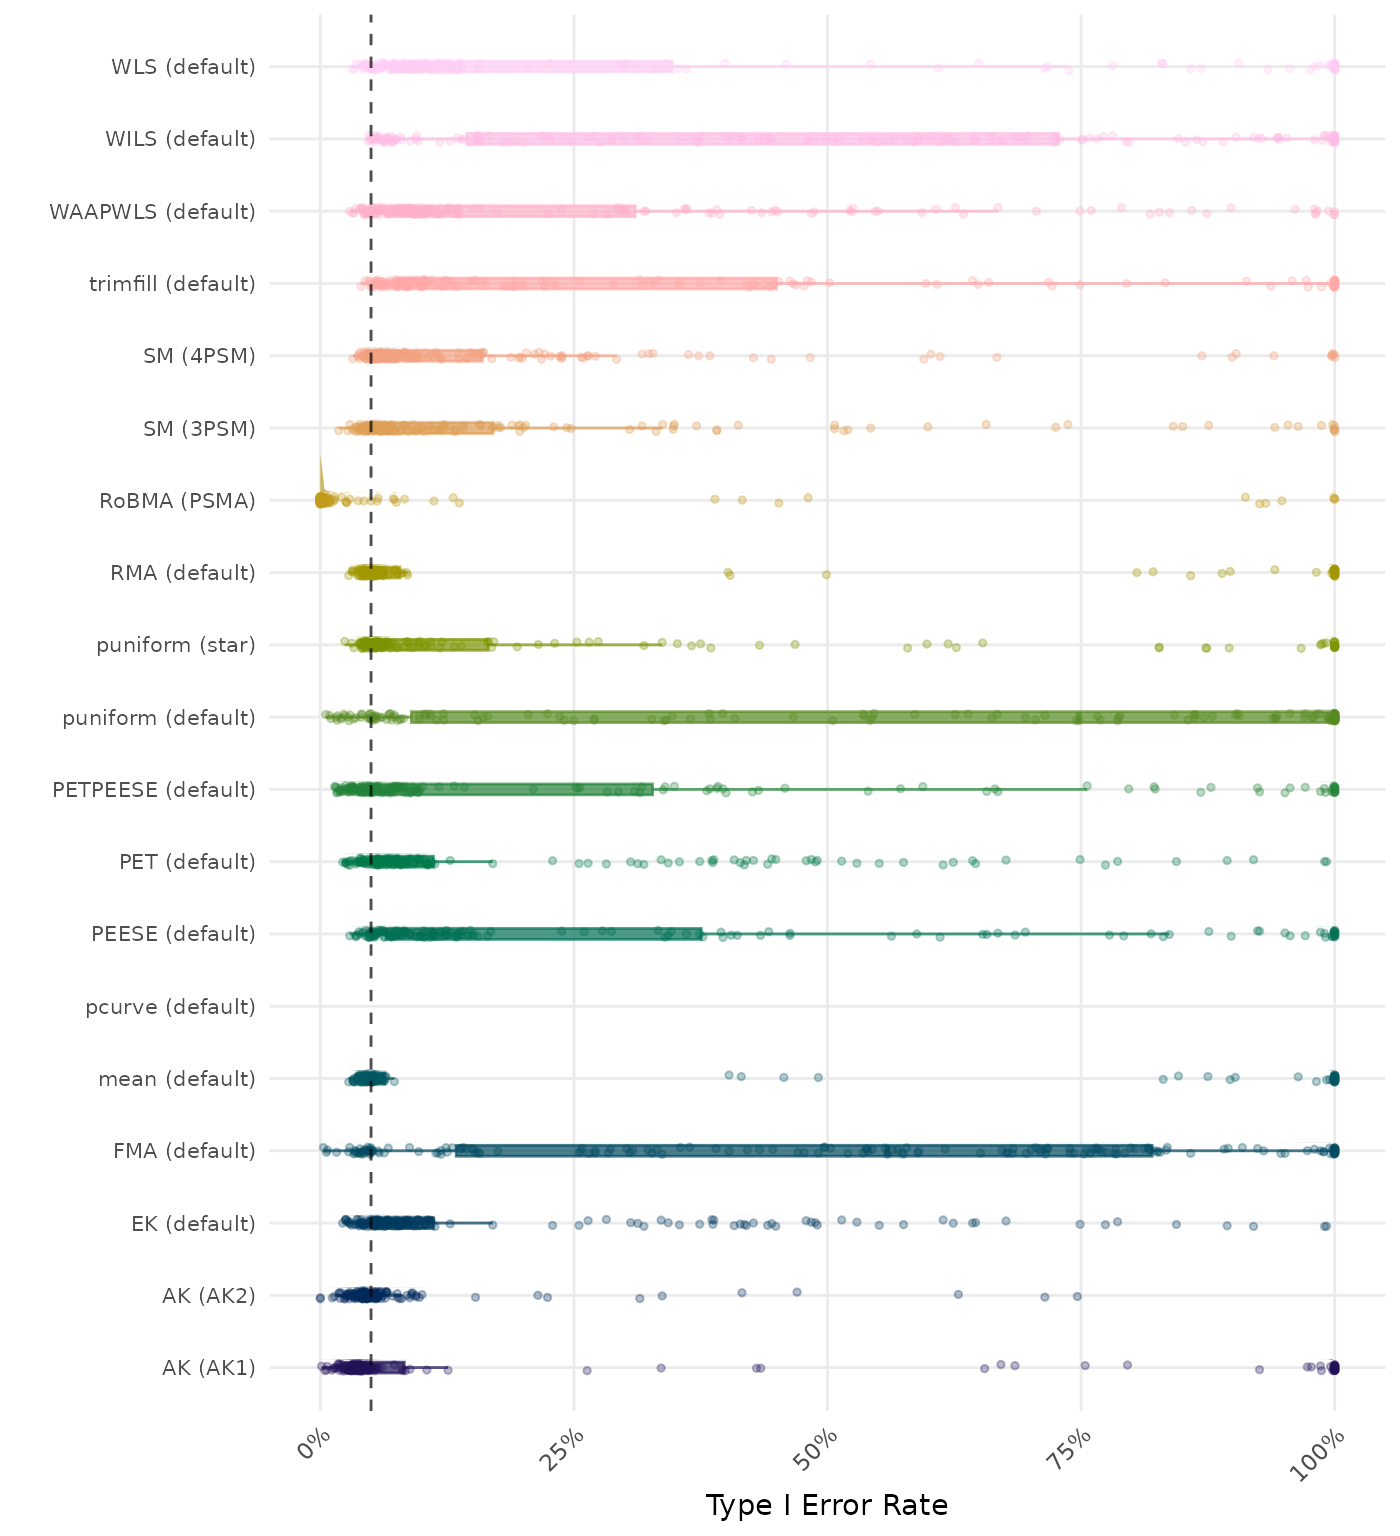 WLS (default)
WILS (default)
WAAPWLS (default)
trimfill (default)
SM (4PSM)
SM (3PSM)
RoBMA (PSMA)
RMA (default)
puniform (star)
puniform (default)
PETPEESE (default)
PET (default)
PEESE (default)
pcurve (default)
mean (default)
FMA (default)
EK (default)
AK (AK2)
AK (AK1)
0% 25% 50% 75% 100%
Type I Error Rate